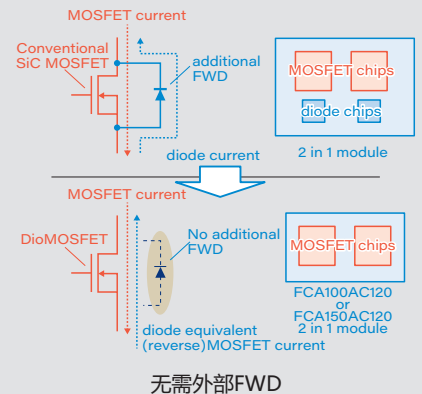 MOSFET current
Conventional
SiC MOSFET
additional
FWD
MOSFET chips
diode chips
diode current
2 in 1 module
MOSFET current
DioMOSFET
No additional
FWD
MOSFET chips
diode equivalent
(reverse)MOSFET current
FCA100AC120
or
FCA150AC120
2 in 1 module
无需外部FWD